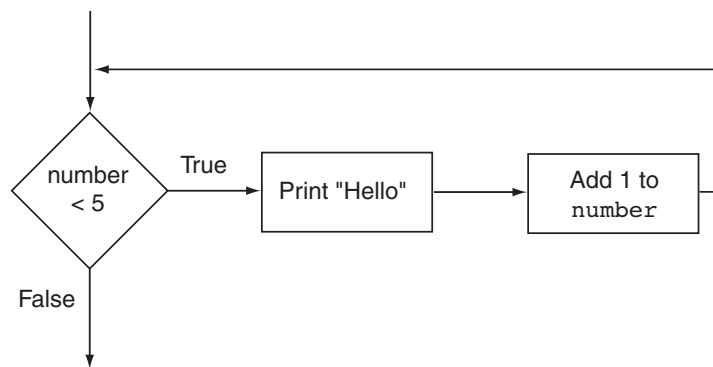 True
number
< 5
Print "Hello"
Add 1 to
number
False